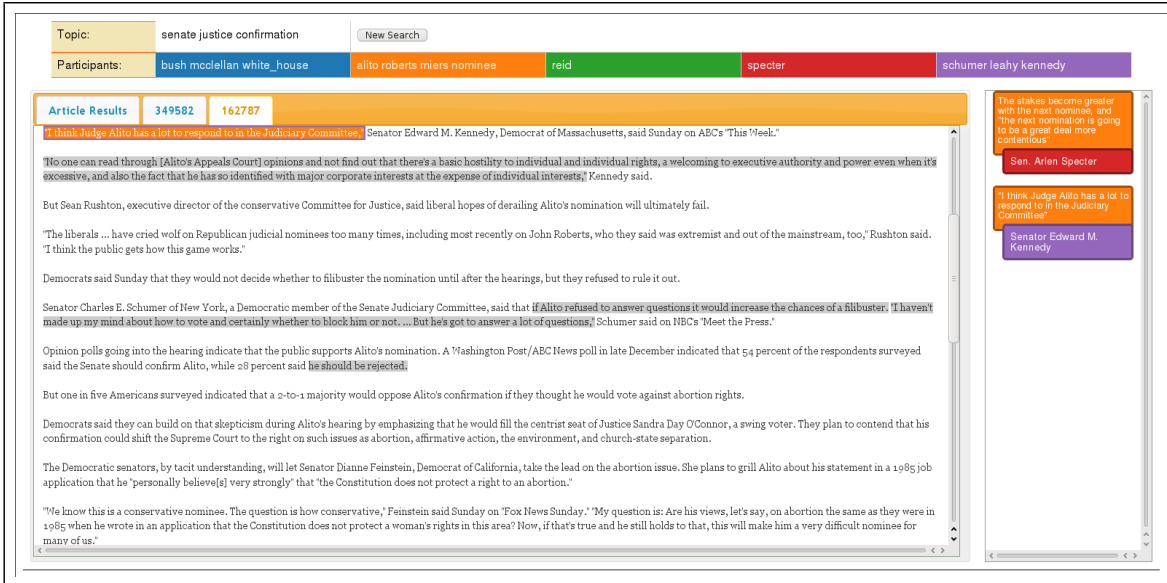 Topic: senate justice confirmation New Search
Participants: bush mcclellan white_house alito roberts miers nominee reid specter schumer leahy kennedy
Article Results 349582 162787
"I think Judge Alito has a lot to respond to in the Judiciary Committee," Senator Edward M. Kennedy, Democrat of Massachusetts, said Sunday on ABC's "This Week."
"No one can read through [Alito's Appeals Court] opinions and not find out that there's a basic hostility to individual and individual rights, a welcoming to executive authority and power even when it's
excessive, and also the fact that he has so identified with major corporate interests at the expense of individual interests," Kennedy said.
But Sean Rushton, executive director of the conservative Committee for Justice, said liberal hopes of derailing Alito's nomination will ultimately fail.
"The liberals ... have cried wolf on Republican judicial nominees too many times, including most recently on John Roberts, who they said was extremist and out of the mainstream, too," Rushton said.
"I think the public gets how this game works."
Democrats said Sunday that they would not decide whether to filibuster the nomination until after the hearings, but they refused to rule it out.
Senator Charles E. Schumer of New York, a Democratic member of the Senate Judiciary Committee, said that if Alito refused to answer questions it would increase the chances of a filibuster. "I haven't
made up my mind about how to vote and certainly whether to block him or not. ... But he's got to answer a lot of questions," Schumer said on NBC's "Meet the Press."
Opinion polls going into the hearing indicate that the public supports Alito's nomination. A Washington Post/ABC News poll in late December indicated that 54 percent of the respondents surveyed
said the Senate should confirm Alito, while 28 percent said he should be rejected.
But one in five Americans surveyed indicated that a 2-to-1 majority would oppose Alito's confirmation if they thought he would vote against abortion rights.
Democrats said they can build on that skepticism during Alito's hearing by emphasizing that he would fill the centrist seat of Justice Sandra Day O'Connor, a swing voter. They plan to contend that his
confirmation could shift the Supreme Court to the right on such issues as abortion, affirmative action, the environment, and church-state separation.
The Democratic senators, by tacit understanding, will let Senator Dianne Feinstein, Democrat of California, take the lead on the abortion issue. She plans to grill Alito about his statement in a 1985 job
application that he "personally believe[s] very strongly" that "the Constitution does not protect a right to an abortion."
"We know this is a conservative nominee. The question is how conservative," Feinstein said Sunday on "Fox News Sunday." "My question is: Are his views, let's say, on abortion the same as they were in
1985 when he wrote in an application that the Constitution does not protect a woman's rights in this area? Now, if that's true and he still holds to that, this will make him a very difficult nominee for
many of us."
The stakes become greater
with the next nominee, and
"the next nomination is going
to be a great deal more
contentious"
Sen. Arlen Specter
"I think Judge Alito has a lot to
respond to in the Judiciary
Committee"
Senator Edward M.
Kennedy